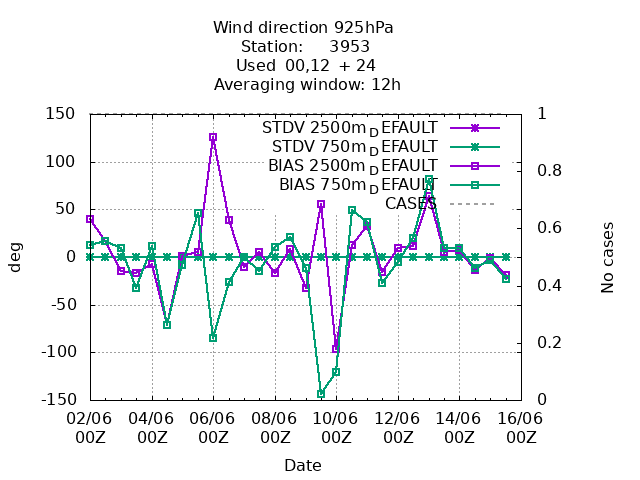 Wind direction 925hPa
Station: 3953
Used 00,12 + 24
Averaging window: 12h
STDV 2500m_DEFAULT
STDV 750m_DEFAULT
BIAS 2500m_DEFAULT
BIAS 750m_DEFAULT
CASES
150
100
50
0
-50
-100
-150
deg
1
0.8
0.6
0.4
0.2
0
No cases
02/06 04/06 06/06 08/06 10/06 12/06 14/06 16/06
00Z 00Z 00Z 00Z 00Z 00Z 00Z 00Z
Date